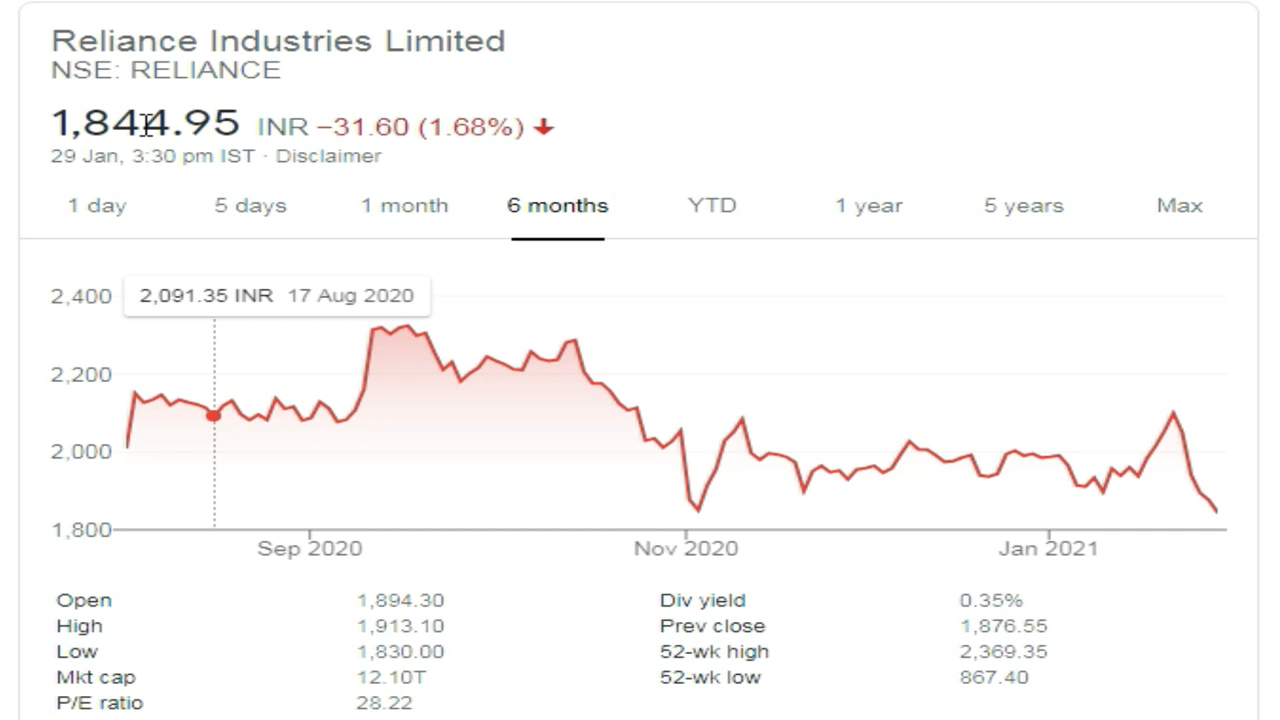 Reliance Industries Limited
NSE: RELIANCE
1,844.95 INR −31.60 (1.68%)
29 Jan, 3:30 pm IST · Disclaimer
1 day 5 days 1 month 6 months YTD 1 year 5 years Max
2,091.35 INR 17 Aug 2020
2,400
2,200
2,000
1,800
Sep 2020 Nov 2020 Jan 2021
Open 1,894.30 Div yield 0.35%
High 1,913.10 Prev close 1,876.55
Low 1,830.00 52-wk high 2,369.35
Mkt cap 12.10T 52-wk low 867.40
P/E ratio 28.22